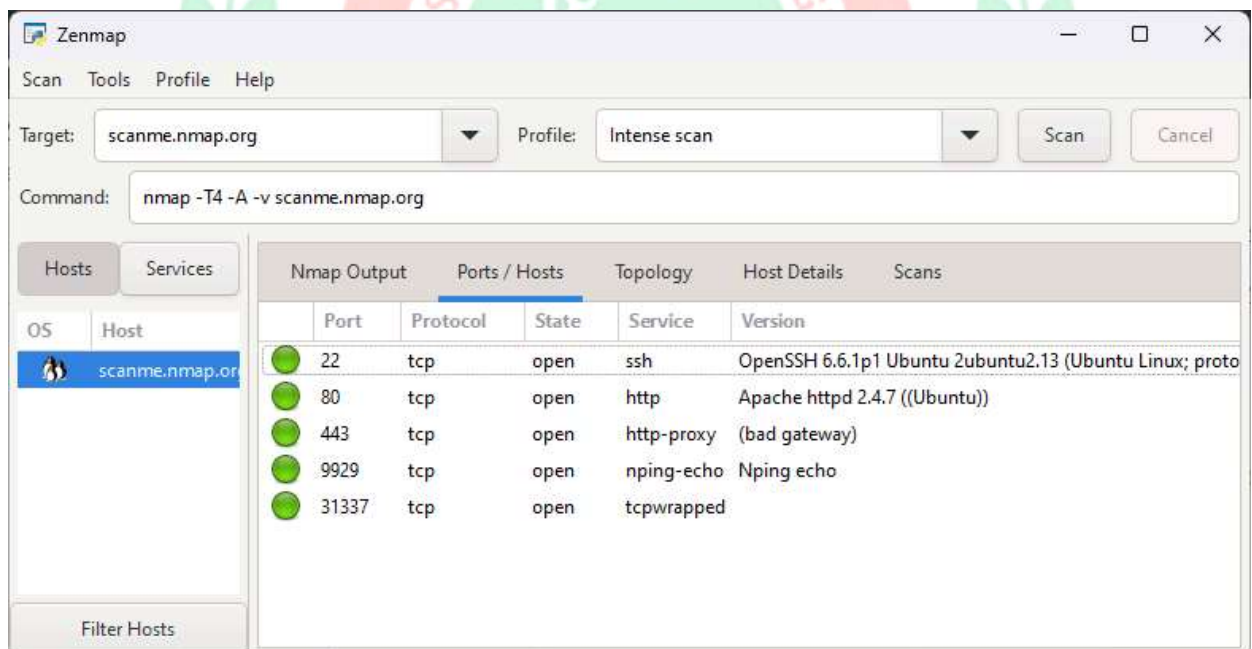 Zenmap
Scan Tools Profile Help
Target: scanme.nmap.org Profile: Intense scan Scan Cancel
Command: nmap -T4 -A -v scanme.nmap.org
Hosts Services Nmap Output Ports / Hosts Topology Host Details Scans
OS Host Port Protocol State Service Version
scanme.nmap.or 22 tcp open ssh OpenSSH 6.6.1p1 Ubuntu 2ubuntu2.13 (Ubuntu Linux; proto
80 tcp open http Apache httpd 2.4.7 ((Ubuntu))
443 tcp open http-proxy (bad gateway)
9929 tcp open nping-echo Nping echo
31337 tcp open tcpwrapped
Filter Hosts